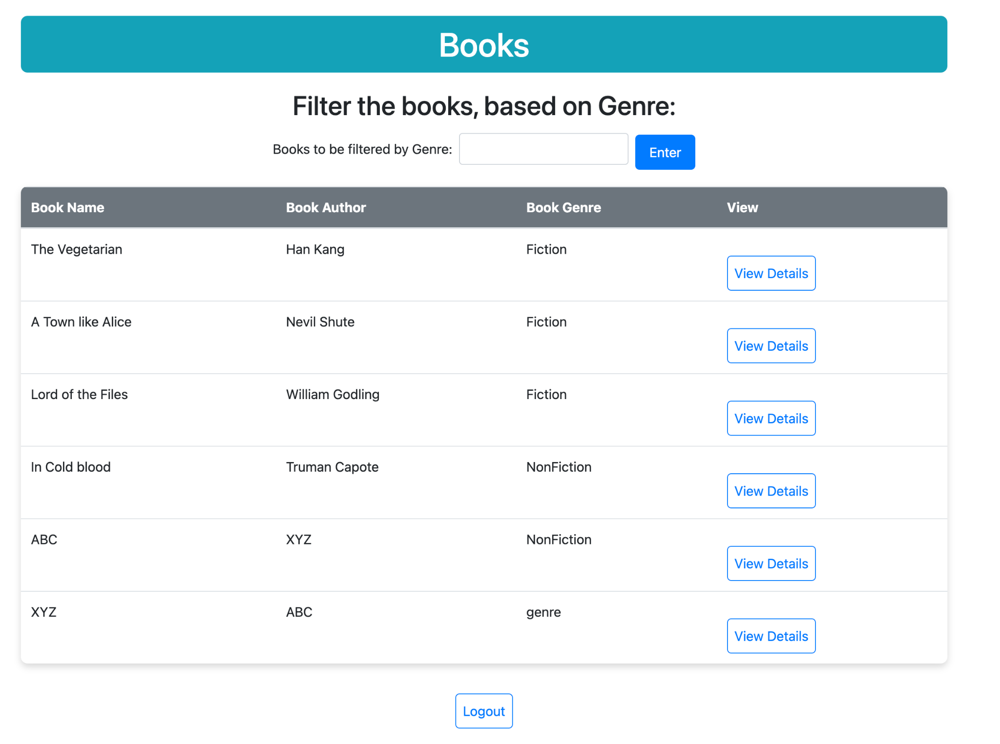 Books
Filter the books, based on Genre:
Books to be filtered by Genre: Enter
Book Name Book Author Book Genre View
The Vegetarian Han Kang Fiction
View Details
A Town like Alice Nevil Shute Fiction
View Details
Lord of the Files William Godling Fiction
View Details
In Cold blood Truman Capote NonFiction
View Details
ABC XYZ NonFiction
View Details
XYZ ABC genre
View Details
Logout